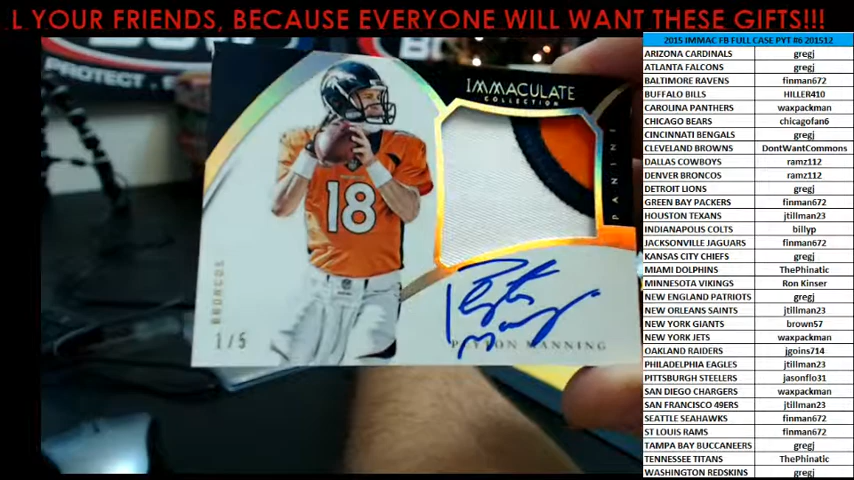 L YOUR FRIENDS, BECAUSE EVERYONE WILL WANT THESE GIFTS!!!
2015 IMMAC FB FULL CASE PYT #6 201512
ARIZONA CARDINALS gregj
ATLANTA FALCONS gregj
BALTIMORE RAVENS finman672
BUFFALO BILLS HILLER410
CAROLINA PANTHERS waxpackman
CHICAGO BEARS chicagofan6
CINCINNATI BENGALS gregj
CLEVELAND BROWNS DontWantCommons
DALLAS COWBOYS ramz112
DENVER BRONCOS ramz112
DETROIT LIONS gregj
GREEN BAY PACKERS finman672
HOUSTON TEXANS jtillman23
INDIANAPOLIS COLTS billyp
JACKSONVILLE JAGUARS finman672
KANSAS CITY CHIEFS gregj
MIAMI DOLPHINS ThePhinatic
MINNESOTA VIKINGS Ron Kinser
NEW ENGLAND PATRIOTS gregj
NEW ORLEANS SAINTS jtillman23
NEW YORK GIANTS brown57
NEW YORK JETS waxpackman
OAKLAND RAIDERS jgoins714
PHILADELPHIA EAGLES jtillman23
PITTSBURGH STEELERS jasonflo31
SAN DIEGO CHARGERS waxpackman
SAN FRANCISCO 49ERS jtillman23
SEATTLE SEAHAWKS finman672
ST LOUIS RAMS finman672
TAMPA BAY BUCCANEERS gregj
TENNESSEE TITANS ThePhinatic
WASHINGTON REDSKINS gregj
PROTECT,
IMMACULATE
COLLECTION
PANINI
18
BRONCOS
1/5
Peyton Manning
PEYTON MANNING